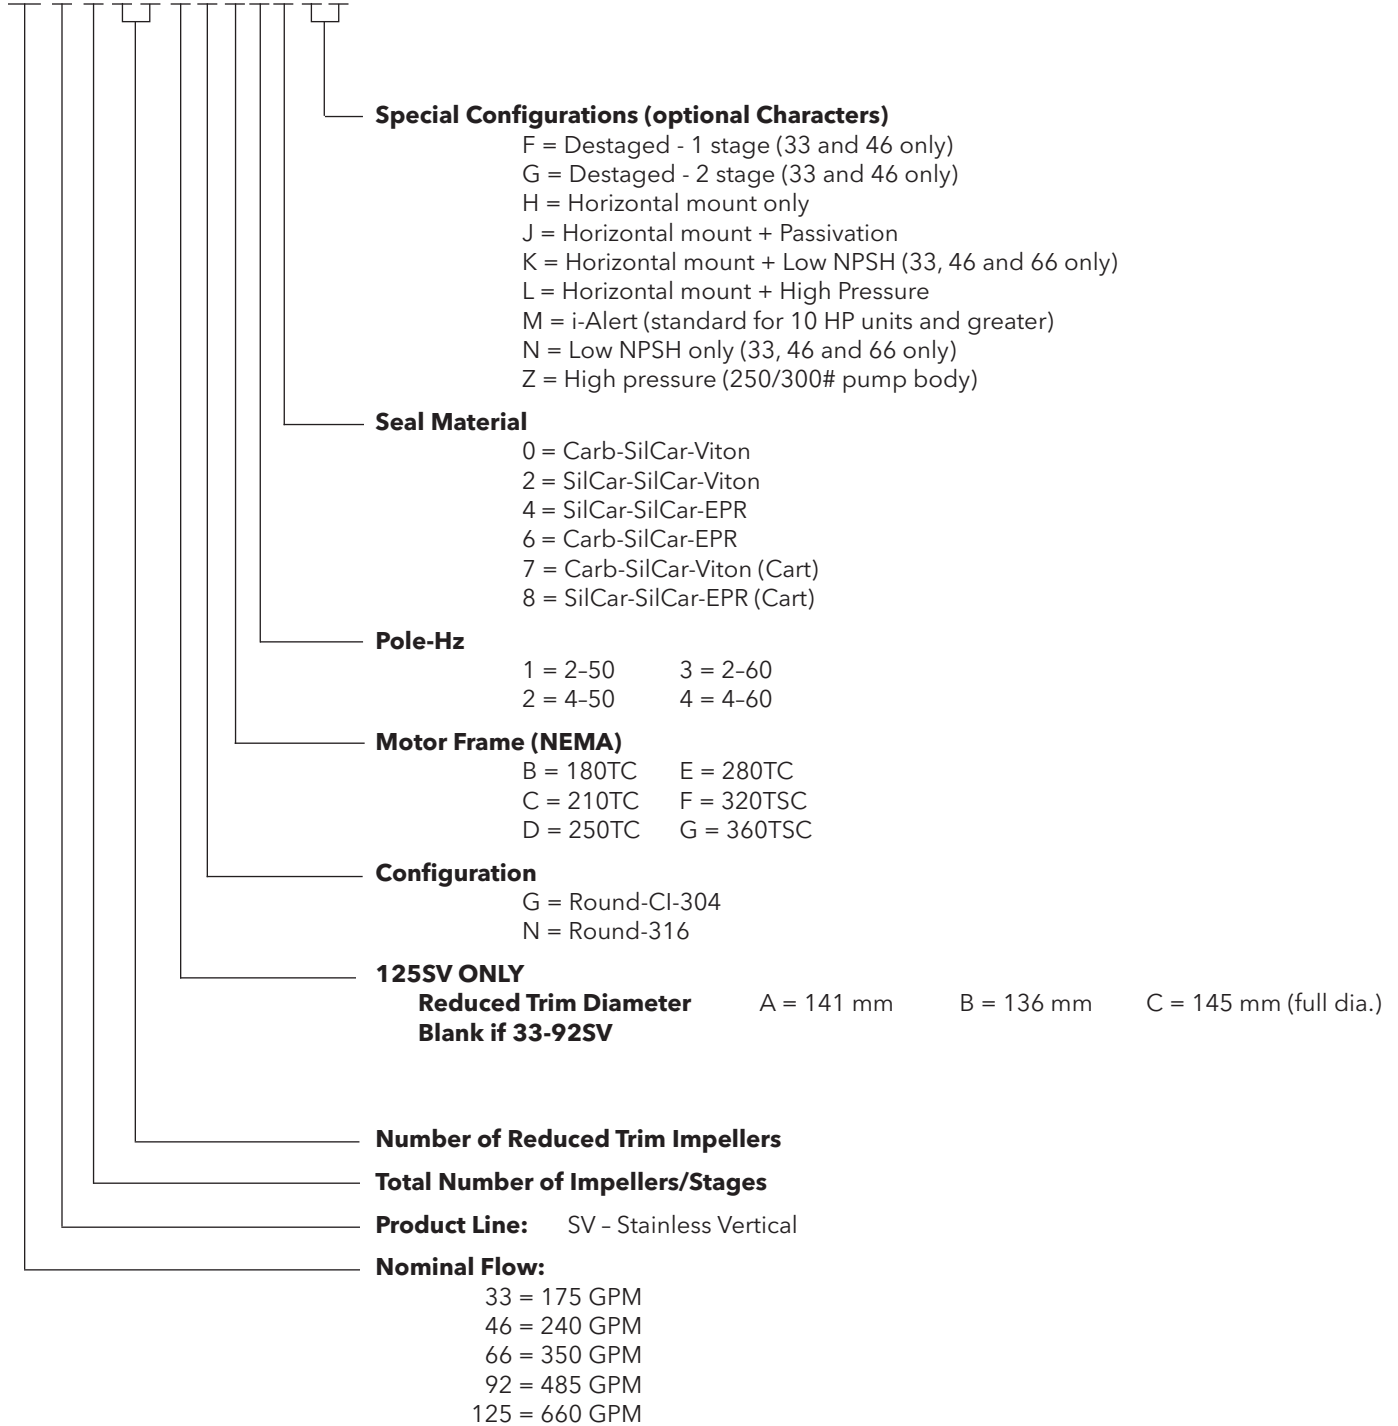 Special Configurations (optional Characters)
F = Destaged - 1 stage (33 and 46 only)
G = Destaged - 2 stage (33 and 46 only)
H = Horizontal mount only
J = Horizontal mount + Passivation
K = Horizontal mount + Low NPSH (33, 46 and 66 only)
L = Horizontal mount + High Pressure
M = i-Alert (standard for 10 HP units and greater)
N = Low NPSH only (33, 46 and 66 only)
Z = High pressure (250/300# pump body)
Seal Material
0 = Carb-SilCar-Viton
2 = SilCar-SilCar-Viton
4 = SilCar-SilCar-EPR
6 = Carb-SilCar-EPR
7 = Carb-SilCar-Viton (Cart)
8 = SilCar-SilCar-EPR (Cart)
Pole-Hz
1 = 2–50 3 = 2–60
2 = 4–50 4 = 4–60
Motor Frame (NEMA)
B = 180TC E = 280TC
C = 210TC F = 320TSC
D = 250TC G = 360TSC
Configuration
G = Round-CI-304
N = Round-316
125SV ONLY
Reduced Trim Diameter A = 141 mm B = 136 mm C = 145 mm (full dia.)
Blank if 33-92SV
Number of Reduced Trim Impellers
Total Number of Impellers/Stages
Product Line: SV – Stainless Vertical
Nominal Flow:
33 = 175 GPM
46 = 240 GPM
66 = 350 GPM
92 = 485 GPM
125 = 660 GPM